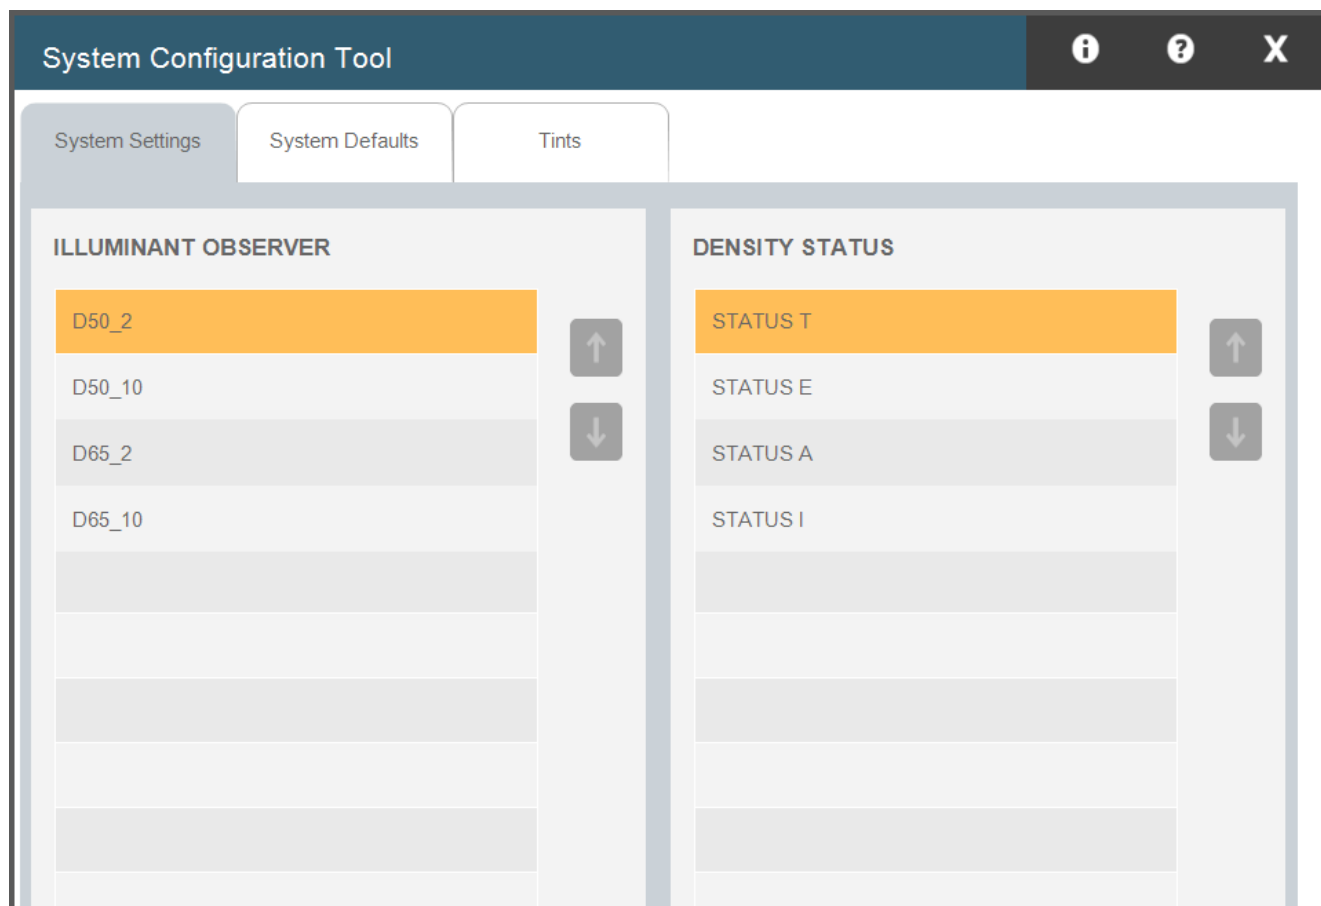 System Configuration Tool
i ? X
System Settings System Defaults Tints
ILLUMINANT OBSERVER
D50_2
D50_10
D65_2
D65_10
DENSITY STATUS
STATUS T
STATUS E
STATUS A
STATUS I